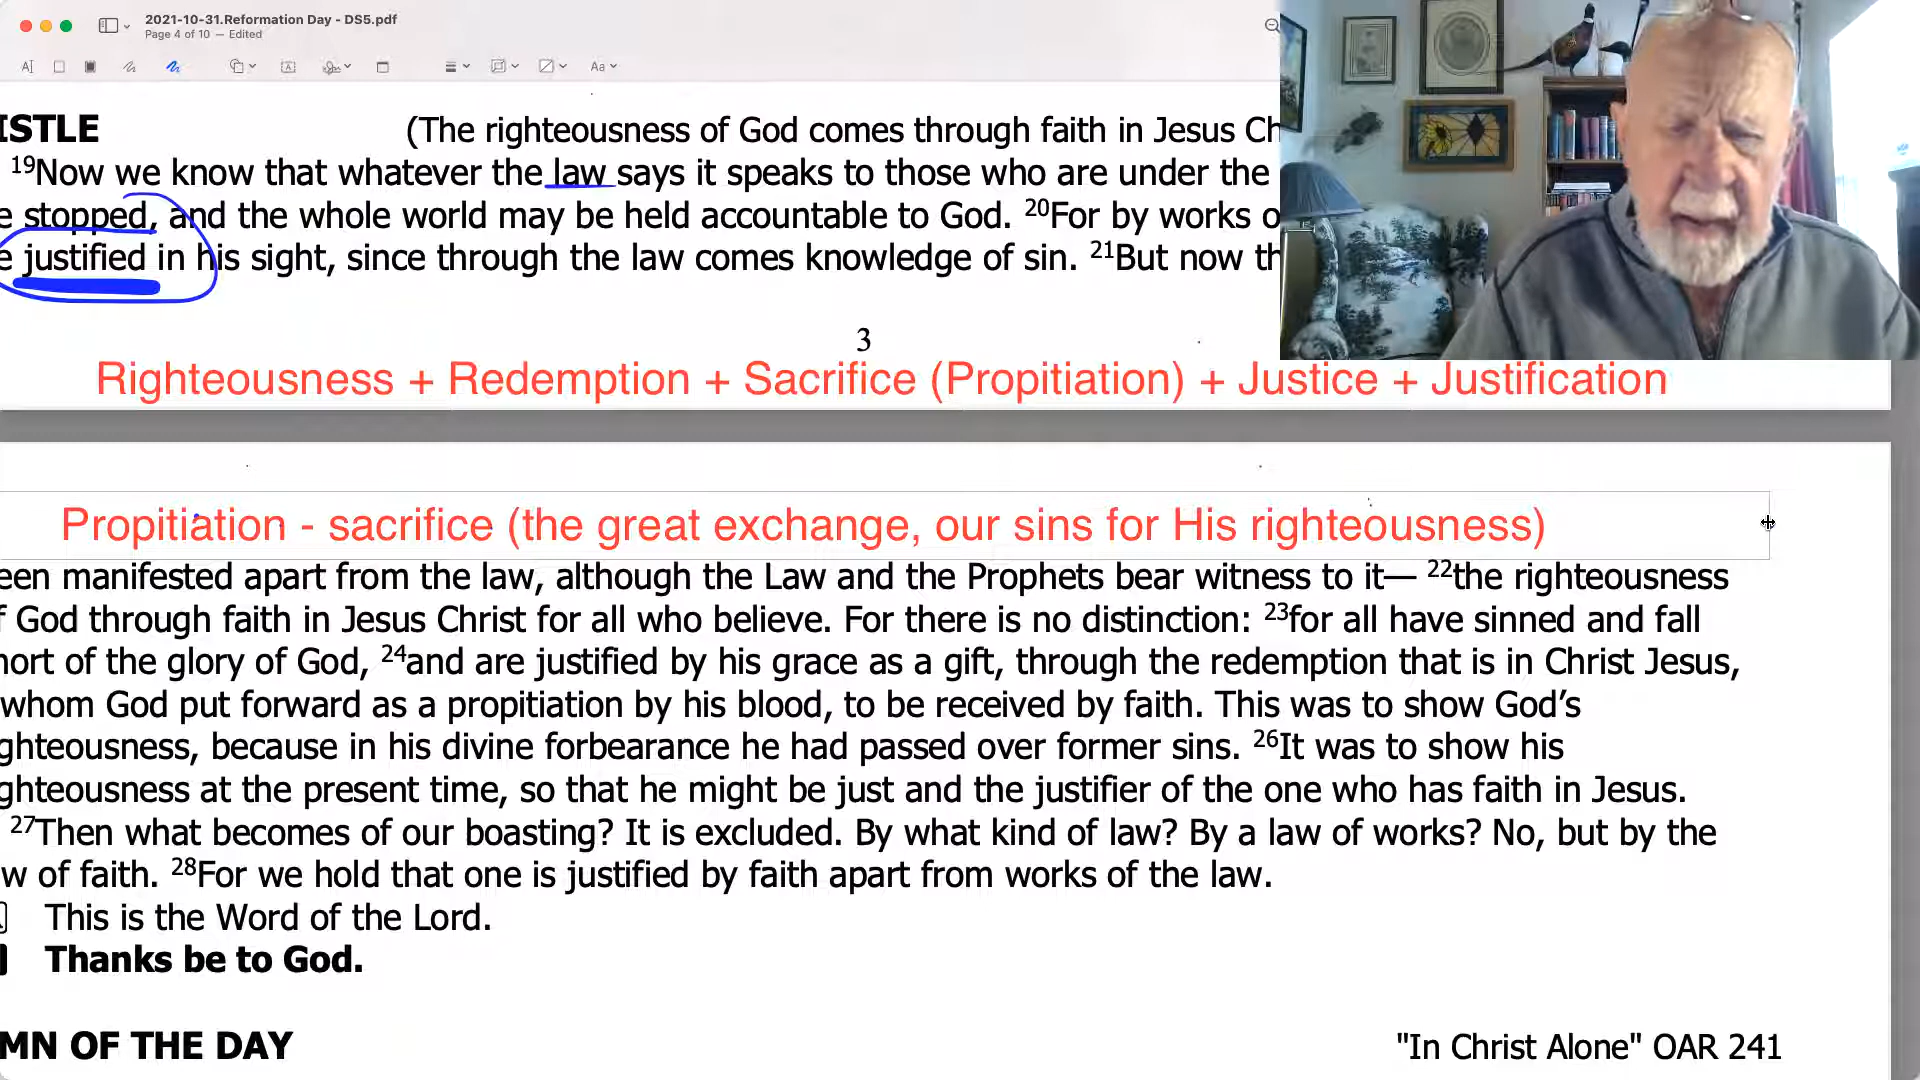 2021-10-31.Reformation Day - DS5.pdf
Page 4 of 10 — Edited
AI
Aa
ISTLE (The righteousness of God comes through faith in Jesus Ch
19Now we know that whatever the law says it speaks to those who are under the
e stopped, and the whole world may be held accountable to God. 20For by works o
e justified in his sight, since through the law comes knowledge of sin. 21But now th
3
Righteousness + Redemption + Sacrifice (Propitiation) + Justice + Justification
Propitiation - sacrifice (the great exchange, our sins for His righteousness)
een manifested apart from the law, although the Law and the Prophets bear witness to it— 22the righteousness
f God through faith in Jesus Christ for all who believe. For there is no distinction: 23for all have sinned and fall
hort of the glory of God, 24and are justified by his grace as a gift, through the redemption that is in Christ Jesus,
whom God put forward as a propitiation by his blood, to be received by faith. This was to show God's
ghteousness, because in his divine forbearance he had passed over former sins. 26It was to show his
ghteousness at the present time, so that he might be just and the justifier of the one who has faith in Jesus.
27Then what becomes of our boasting? It is excluded. By what kind of law? By a law of works? No, but by the
w of faith. 28For we hold that one is justified by faith apart from works of the law.
This is the Word of the Lord.
Thanks be to God.
MN OF THE DAY "In Christ Alone" OAR 241